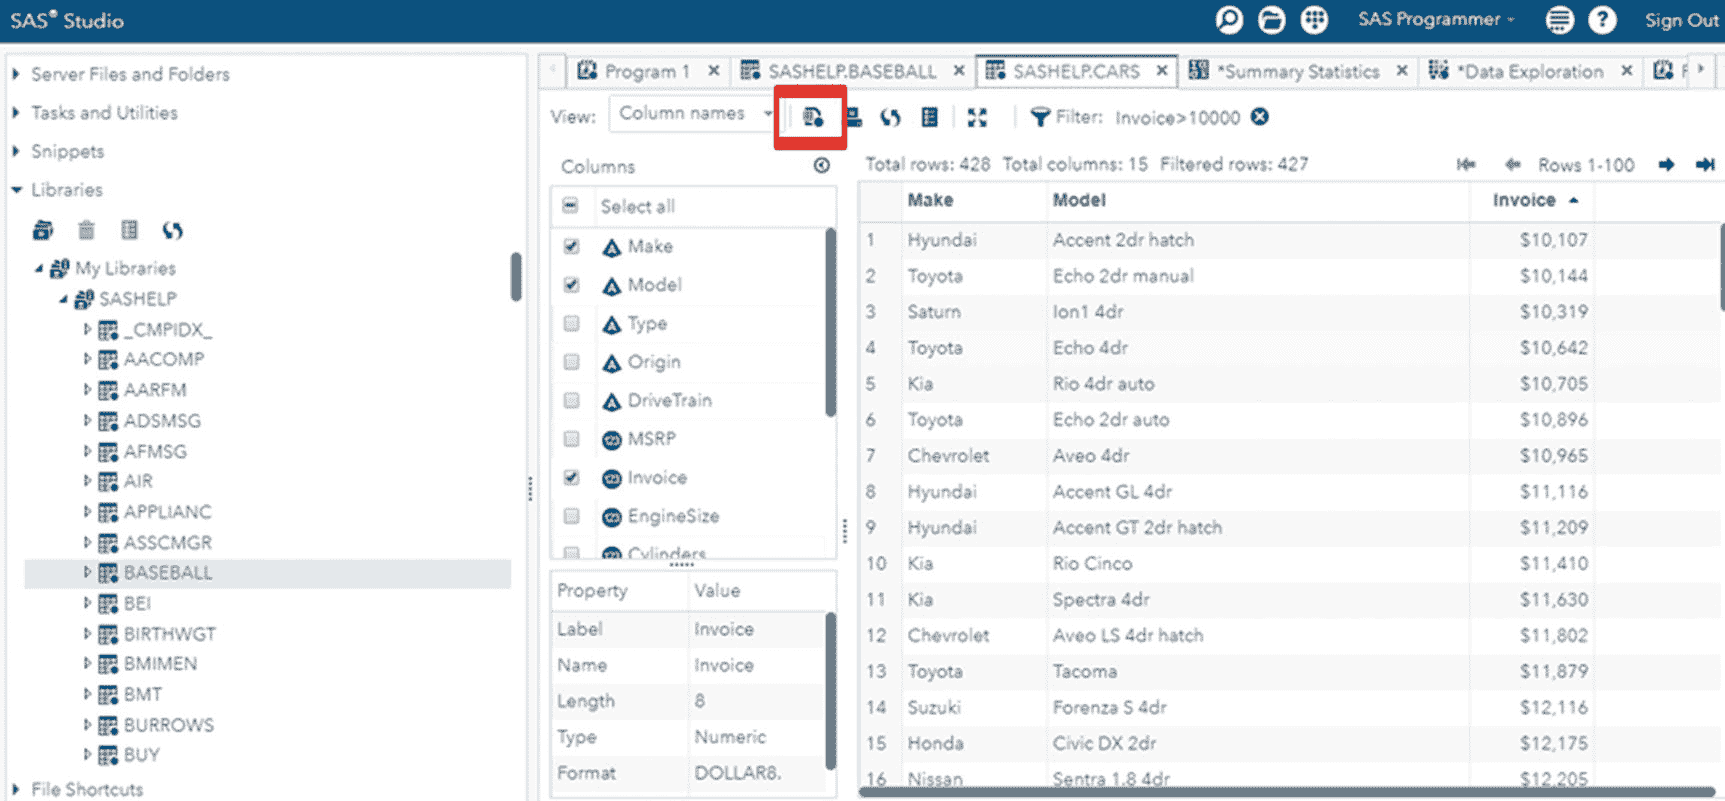 SAS® Studio
SAS Programmer
Sign Out
Server Files and Folders
Tasks and Utilities
Snippets
Libraries
My Libraries
SASHELP
_CMPIDX_
AACOMP
AARFM
ADSMSG
AFMSG
AIR
APPLIANC
ASSCMGR
BASEBALL
BEI
BIRTHWGT
BMIMEN
BMT
BURROWS
BUY
File Shortcuts
Program 1
SASHELP.BASEBALL
SASHELP.CARS
*Summary Statistics
*Data Exploration
View: Column names
Filter: Invoice>10000
Columns
Select all
Make
Model
Type
Origin
DriveTrain
MSRP
Invoice
EngineSize
Cylinders
Property Value
Label Invoice
Name Invoice
Length 8
Type Numeric
Format DOLLAR8.
Total rows: 428 Total columns: 15 Filtered rows: 427
Rows 1-100
Make Model Invoice
1 Hyundai Accent 2dr hatch $10,107
2 Toyota Echo 2dr manual $10,144
3 Saturn Ion1 4dr $10,319
4 Toyota Echo 4dr $10,642
5 Kia Rio 4dr auto $10,705
6 Toyota Echo 2dr auto $10,896
7 Chevrolet Aveo 4dr $10,965
8 Hyundai Accent GL 4dr $11,116
9 Hyundai Accent GT 2dr hatch $11,209
10 Kia Rio Cinco $11,410
11 Kia Spectra 4dr $11,630
12 Chevrolet Aveo LS 4dr hatch $11,802
13 Toyota Tacoma $11,879
14 Suzuki Forenza S 4dr $12,116
15 Honda Civic DX 2dr $12,175
16 Nissan Sentra 1.8 4dr $12,205